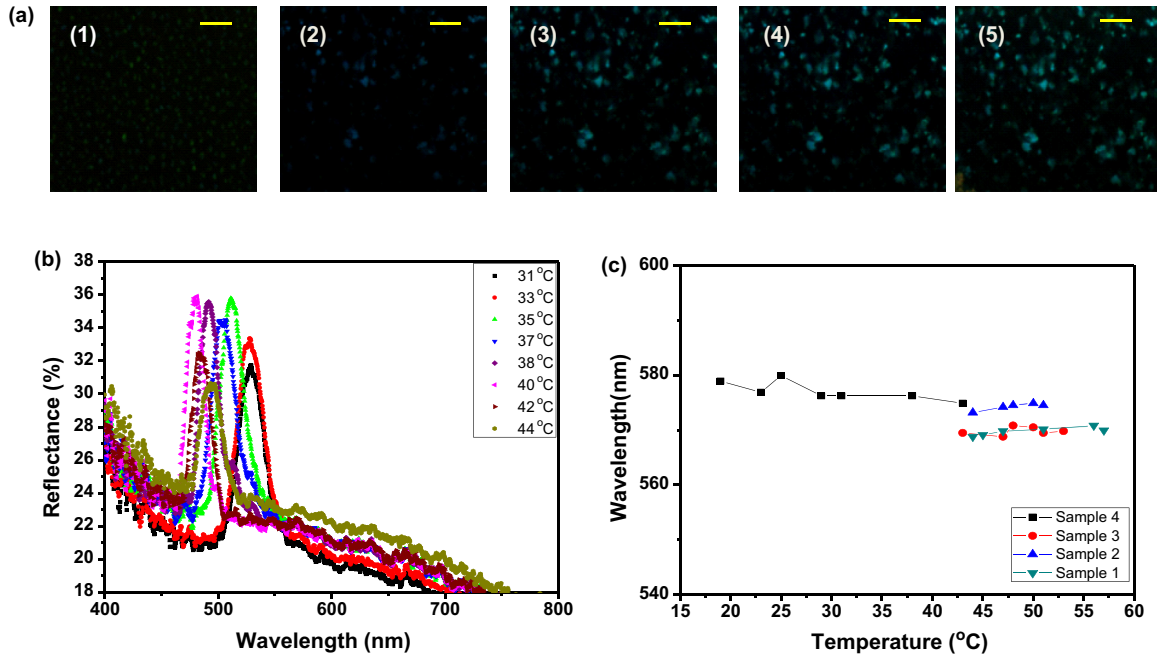 (a)
(1) (2) (3) (4) (5)
(b)
38
36
34
32
30
28
26
24
22
20
18
Reflectance (%)
400 500 600 700 800
Wavelength (nm)
31 °C
33 °C
35 °C
37 °C
38 °C
40 °C
42 °C
44 °C
(c)
600
580
560
540
Wavelength(nm)
15 20 25 30 35 40 45 50 55 60
Temperature (°C)
Sample 4
Sample 3
Sample 2
Sample 1